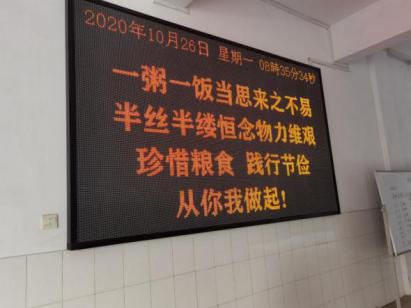 2020年10月26日 星期一 08時35分34秒
一粥一饭当思来之不易
半丝半缕恒念物力维艰
珍惜粮食 践行节俭
从你我做起！